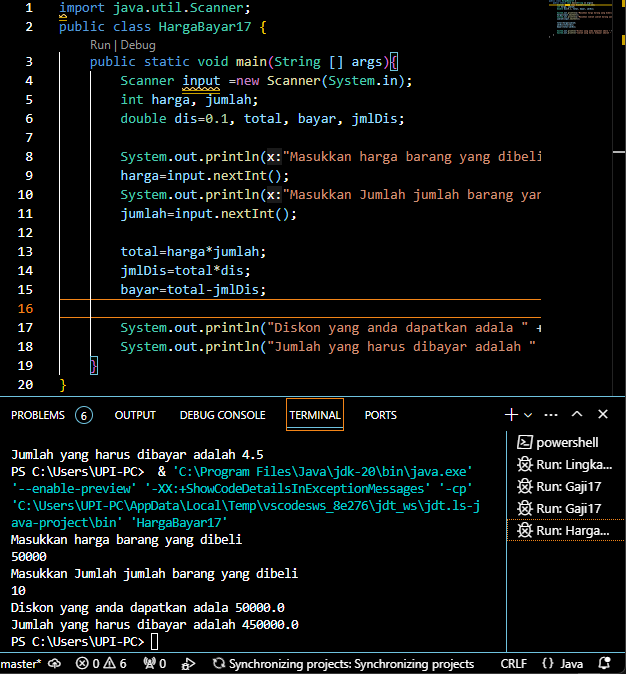 1 import java.util.Scanner;
2 public class HargaBayar17 {
Run | Debug
3 public static void main(String [] args){
4 Scanner input =new Scanner(System.in);
5 int harga, jumlah;
6 double dis=0.1, total, bayar, jmlDis;
7
8 System.out.println(x:"Masukkan harga barang yang dibeli
9 harga=input.nextInt();
10 System.out.println(x:"Masukkan Jumlah jumlah barang yan
11 jumlah=input.nextInt();
12
13 total=harga*jumlah;
14 jmlDis=total*dis;
15 bayar=total-jmlDis;
16
17 System.out.println("Diskon yang anda dapatkan adala " +
18 System.out.println("Jumlah yang harus dibayar adalah "
19 }
20 }
PROBLEMS 6 OUTPUT DEBUG CONSOLE TERMINAL PORTS
Jumlah yang harus dibayar adalah 4.5
PS C:\Users\UPI-PC> & 'C:\Program Files\Java\jdk-20\bin\java.exe'
'--enable-preview' '-XX:+ShowCodeDetailsInExceptionMessages' '-cp'
'C:\Users\UPI-PC\AppData\Local\Temp\vscodesws_8e276\jdt_ws\jdt.ls-j
ava-project\bin' 'HargaBayar17'
Masukkan harga barang yang dibeli
50000
Masukkan Jumlah jumlah barang yang dibeli
10
Diskon yang anda dapatkan adala 50000.0
Jumlah yang harus dibayar adalah 450000.0
PS C:\Users\UPI-PC>
powershell
Run: Lingka...
Run: Gaji17
Run: Gaji17
Run: Harga...
master* 0 6 0 Synchronizing projects: Synchronizing projects CRLF {} Java